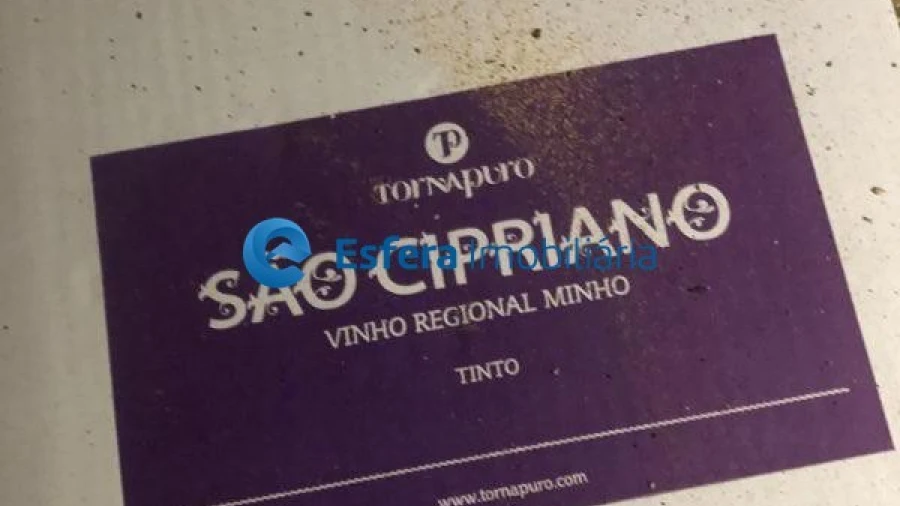 TP
TORNAPURO
SÃO CIPRIANO
Esfera Imobiliária
VINHO REGIONAL MINHO
TINTO
www.tornapuro.com